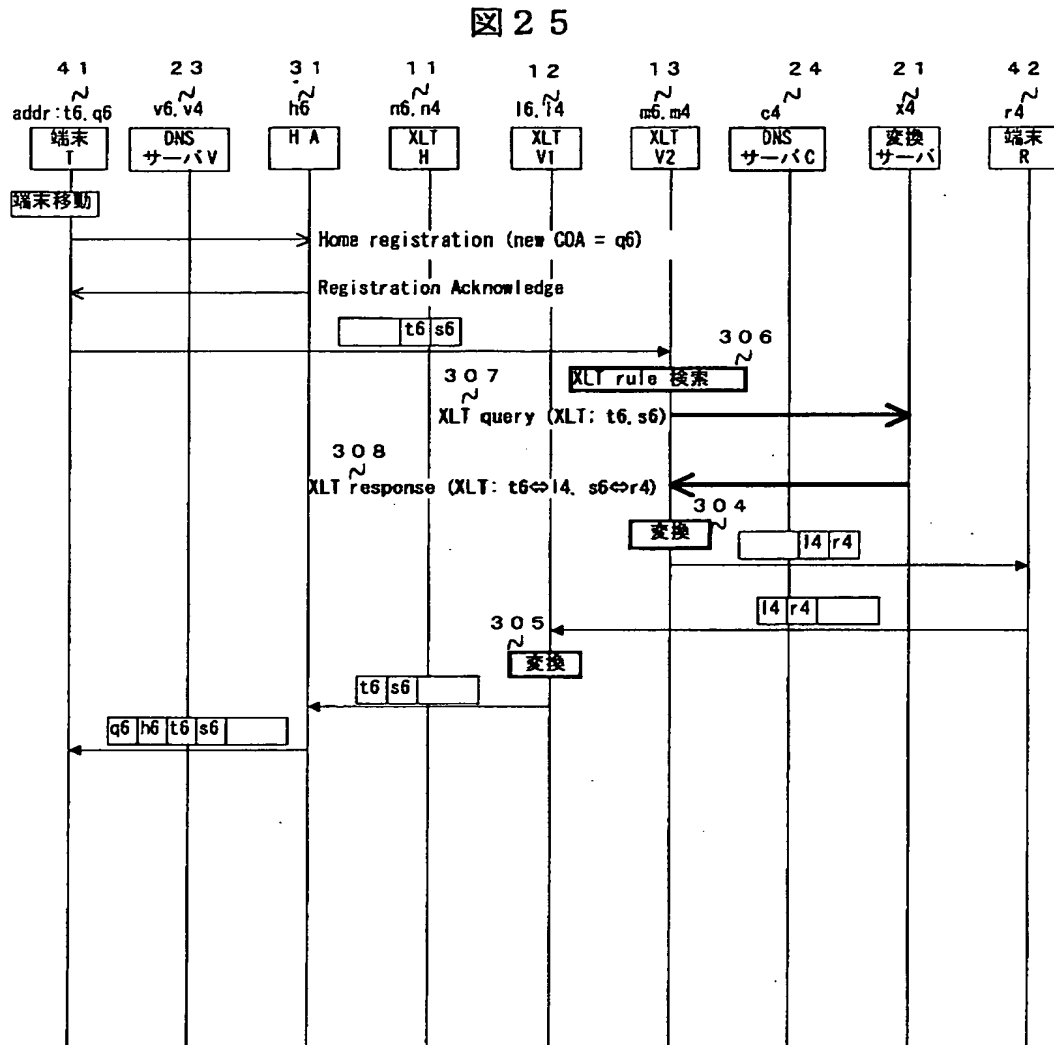 図25
41 23 31 11 12 13 24 21 42
addr:t6.q6 v6.v4 h6 n6.n4 l6.l4 m6.m4 c4 x4 r4
端末 DNS HA XLT XLT XLT DNS 変換 端末
T サーバV H V1 V2 サーバC サーバ R
端末移動
Home registration (new COA = q6)
Registration Acknowledge
t6 s6
306
XLT rule 検索
307
XLT query (XLT: t6.s6)
308
XLT response (XLT: t6⇔l4. s6⇔r4)
304
変換
l4 r4
l4 r4
305
変換
t6 s6
q6 h6 t6 s6